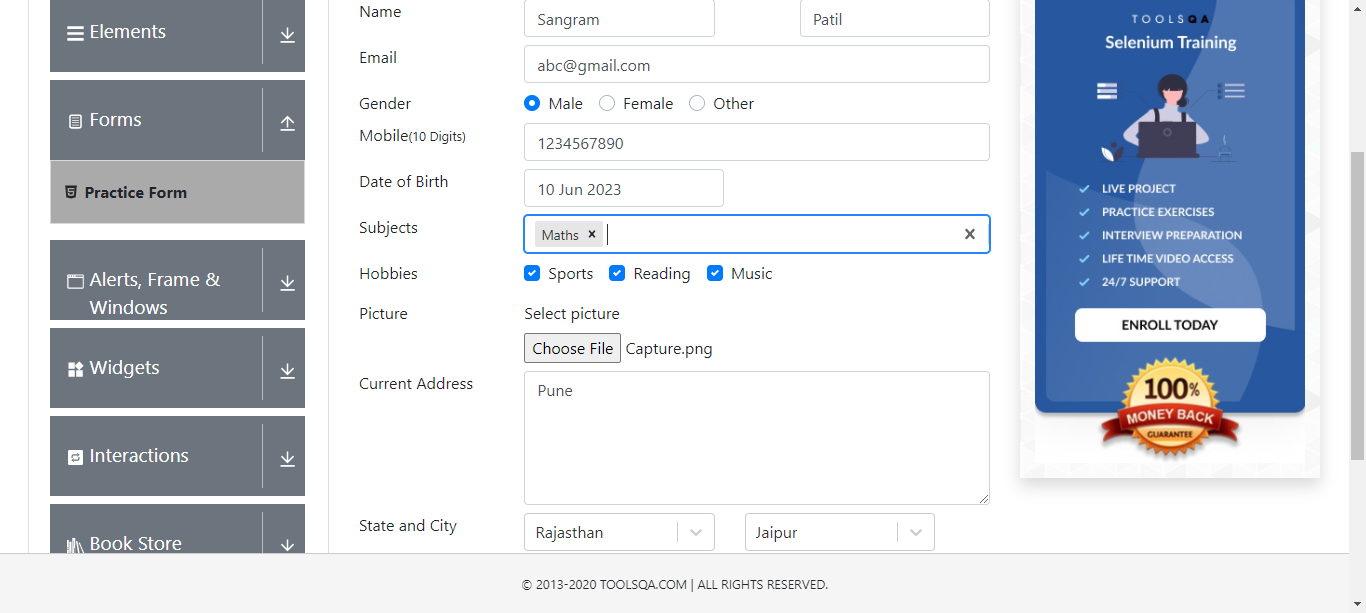 Elements
Forms
Practice Form
Alerts, Frame &
Windows
Widgets
Interactions
Book Store
Name
Sangram
Patil
Email
abc@gmail.com
Gender
Male Female Other
Mobile(10 Digits)
1234567890
Date of Birth
10 Jun 2023
Subjects
Maths
Hobbies
Sports Reading Music
Picture
Select picture
Choose File Capture.png
Current Address
Pune
State and City
Rajasthan
Jaipur
TOOLSQA
Selenium Training
LIVE PROJECT
PRACTICE EXERCISES
INTERVIEW PREPARATION
LIFE TIME VIDEO ACCESS
24/7 SUPPORT
ENROLL TODAY
100%
MONEY BACK
GUARANTEE
© 2013-2020 TOOLSQA.COM | ALL RIGHTS RESERVED.